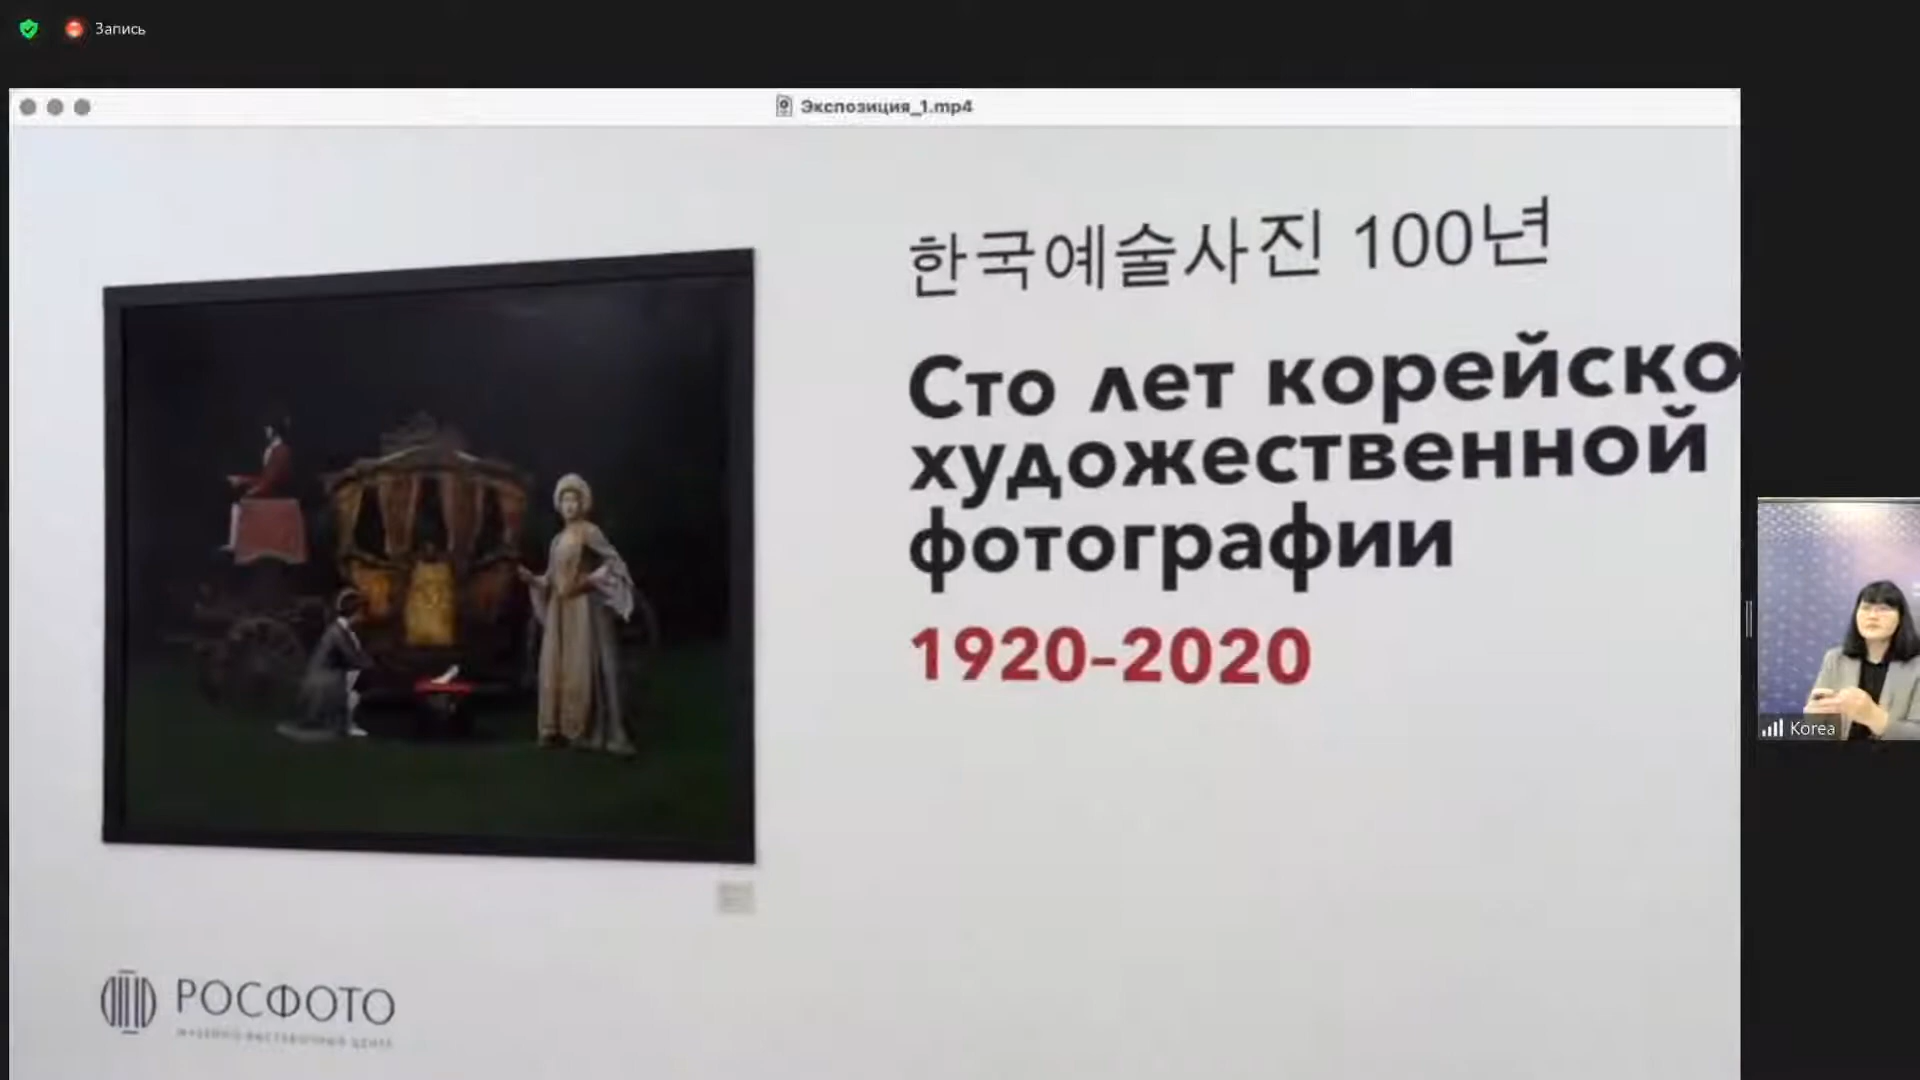 Запись
Экспозиция_1.mp4
한국예술사진 100년
Сто лет корейско
художественной
фотографии
1920-2020
Korea
РОСФОТО